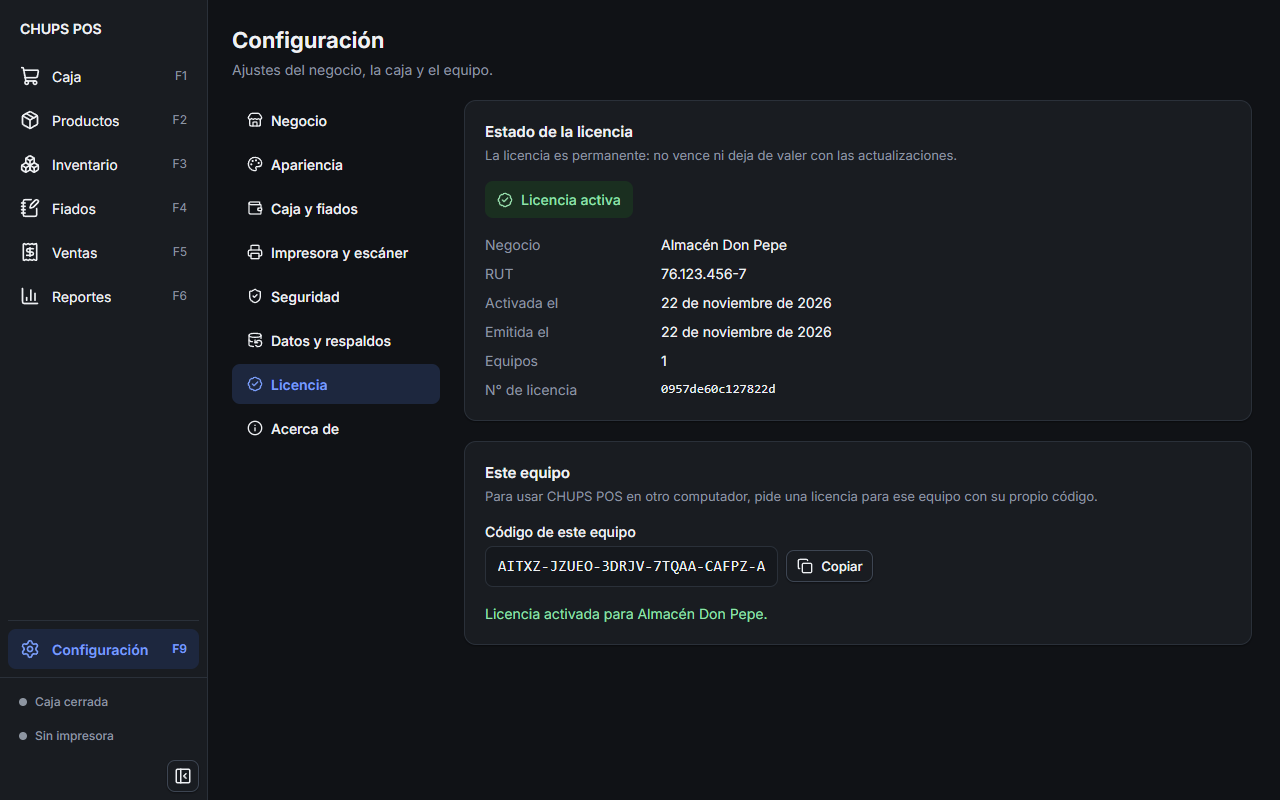 CHUPS POS
Caja F1
Productos F2
Inventario F3
Fiados F4
Ventas F5
Reportes F6
Configuración F9
Caja cerrada
Sin impresora
Configuración
Ajustes del negocio, la caja y el equipo.
Negocio
Apariencia
Caja y fiados
Impresora y escáner
Seguridad
Datos y respaldos
Licencia
Acerca de
Estado de la licencia
La licencia es permanente: no vence ni deja de valer con las actualizaciones.
Licencia activa
Negocio Almacén Don Pepe
RUT 76.123.456-7
Activada el 22 de noviembre de 2026
Emitida el 22 de noviembre de 2026
Equipos 1
N° de licencia 0957de60c127822d
Este equipo
Para usar CHUPS POS en otro computador, pide una licencia para ese equipo con su propio código.
Código de este equipo
AITXZ-JZUEO-3DRJV-7TQAA-CAFPZ-A Copiar
Licencia activada para Almacén Don Pepe.